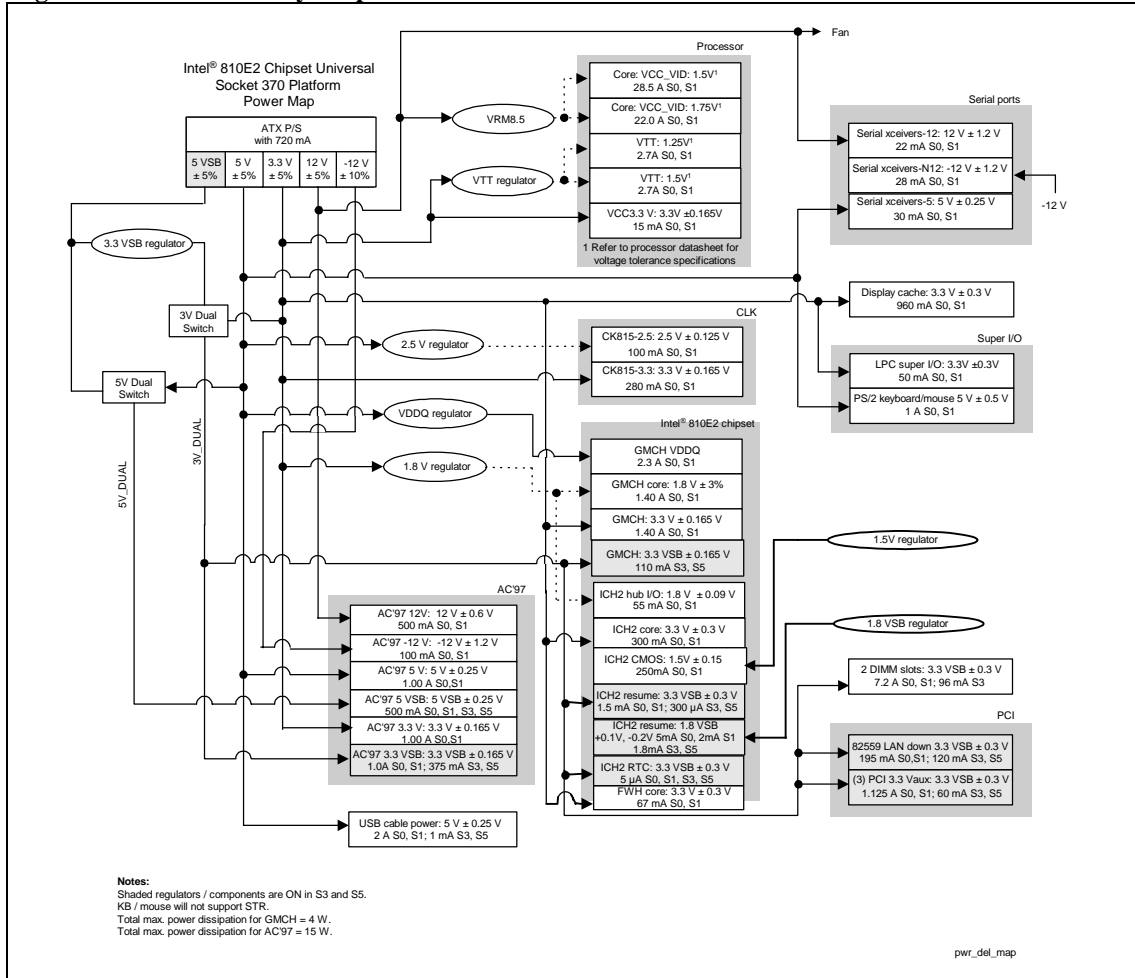 Fan
Processor
Intel® 810E2 Chipset Universal
Socket 370 Platform
Power Map
ATX P/S
with 720 mA
5 VSB
± 5%
5 V
± 5%
3.3 V
± 5%
12 V
± 5%
-12 V
± 10%
VRM8.5
VTT regulator
Core: VCC_VID: 1.5V¹
28.5 A S0, S1
Core: VCC_VID: 1.75V¹
22.0 A S0, S1
VTT: 1.25V¹
2.7A S0, S1
VTT: 1.5V¹
2.7A S0, S1
VCC3.3 V: 3.3V ±0.165V
15 mA S0, S1
1 Refer to processor datasheet for
voltage tolerance specifications
Serial ports
Serial xceivers-12: 12 V ± 1.2 V
22 mA S0, S1
Serial xceivers-N12: -12 V ± 1.2 V
28 mA S0, S1
Serial xceivers-5: 5 V ± 0.25 V
30 mA S0, S1
-12 V
3.3 VSB regulator
3V Dual
Switch
5V Dual
Switch
2.5 V regulator
VDDQ regulator
1.8 V regulator
3V_DUAL
5V_DUAL
CLK
CK815-2.5: 2.5 V ± 0.125 V
100 mA S0, S1
CK815-3.3: 3.3 V ± 0.165 V
280 mA S0, S1
Display cache: 3.3 V ± 0.3 V
960 mA S0, S1
Super I/O
LPC super I/O: 3.3V ±0.3V
50 mA S0, S1
PS/2 keyboard/mouse 5 V ± 0.5 V
1 A S0, S1
Intel® 810E2 chipset
GMCH VDDQ
2.3 A S0, S1
GMCH core: 1.8 V ± 3%
1.40 A S0, S1
GMCH: 3.3 V ± 0.165 V
1.40 A S0, S1
GMCH: 3.3 VSB ± 0.165 V
110 mA S3, S5
ICH2 hub I/O: 1.8 V ± 0.09 V
55 mA S0, S1
ICH2 core: 3.3 V ± 0.3 V
300 mA S0, S1
ICH2 CMOS: 1.5V ± 0.15
250mA S0, S1
ICH2 resume: 3.3 VSB ± 0.3 V
1.5 mA S0, S1; 300 µA S3, S5
ICH2 resume: 1.8 VSB
+0.1V, -0.2V 5mA S0, 2mA S1
1.8mA S3, S5
ICH2 RTC: 3.3 VSB ± 0.3 V
5 µA S0, S1, S3, S5
FWH core: 3.3 V ± 0.3 V
67 mA S0, S1
1.5V regulator
1.8 VSB regulator
2 DIMM slots: 3.3 VSB ± 0.3 V
7.2 A S0, S1; 96 mA S3
PCI
82559 LAN down 3.3 VSB ± 0.3 V
195 mA S0,S1; 120 mA S3, S5
(3) PCI 3.3 Vaux: 3.3 VSB ± 0.3 V
1.125 A S0, S1; 60 mA S3, S5
AC'97
AC'97 12V: 12 V ± 0.6 V
500 mA S0, S1
AC'97 -12 V: -12 V ± 1.2 V
100 mA S0, S1
AC'97 5 V: 5 V ± 0.25 V
1.00 A S0,S1
AC'97 5 VSB: 5 VSB ± 0.25 V
500 mA S0, S1, S3, S5
AC'97 3.3 V: 3.3 V ± 0.165 V
1.00 A S0,S1
AC'97 3.3 VSB: 3.3 VSB ± 0.165 V
1.0A S0, S1; 375 mA S3, S5
USB cable power: 5 V ± 0.25 V
2 A S0, S1; 1 mA S3, S5
Notes:
Shaded regulators / components are ON in S3 and S5.
KB / mouse will not support STR.
Total max. power dissipation for GMCH = 4 W.
Total max. power dissipation for AC'97 = 15 W.
pwr_del_map